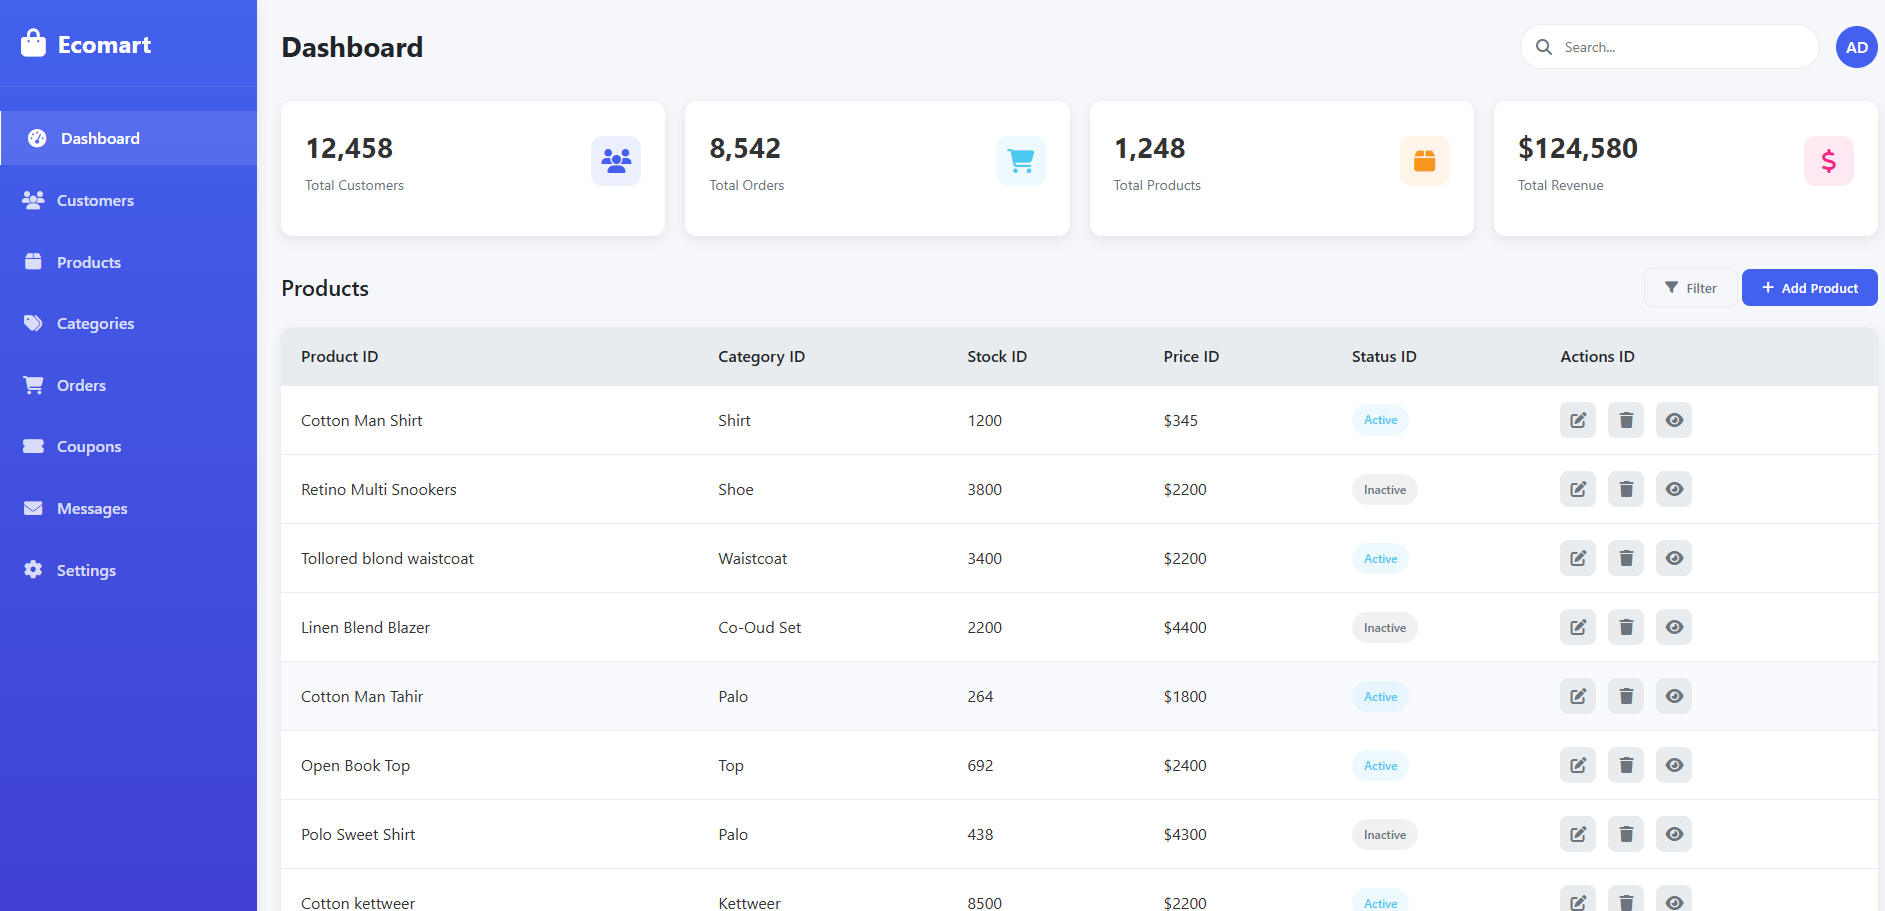 Ecomart
Dashboard
Customers
Products
Categories
Orders
Coupons
Messages
Settings
Dashboard
Search...
AD
12,458
Total Customers
8,542
Total Orders
1,248
Total Products
$124,580
Total Revenue
$
Products
Filter
+ Add Product
Product ID Category ID Stock ID Price ID Status ID Actions ID
Cotton Man Shirt Shirt 1200 $345 Active
Retino Multi Snookers Shoe 3800 $2200 Inactive
Tollored blond waistcoat Waistcoat 3400 $2200 Active
Linen Blend Blazer Co-Oud Set 2200 $4400 Inactive
Cotton Man Tahir Palo 264 $1800 Active
Open Book Top Top 692 $2400 Active
Polo Sweet Shirt Palo 438 $4300 Inactive
Cotton kettweer Kettweer 8500 $2200 Active